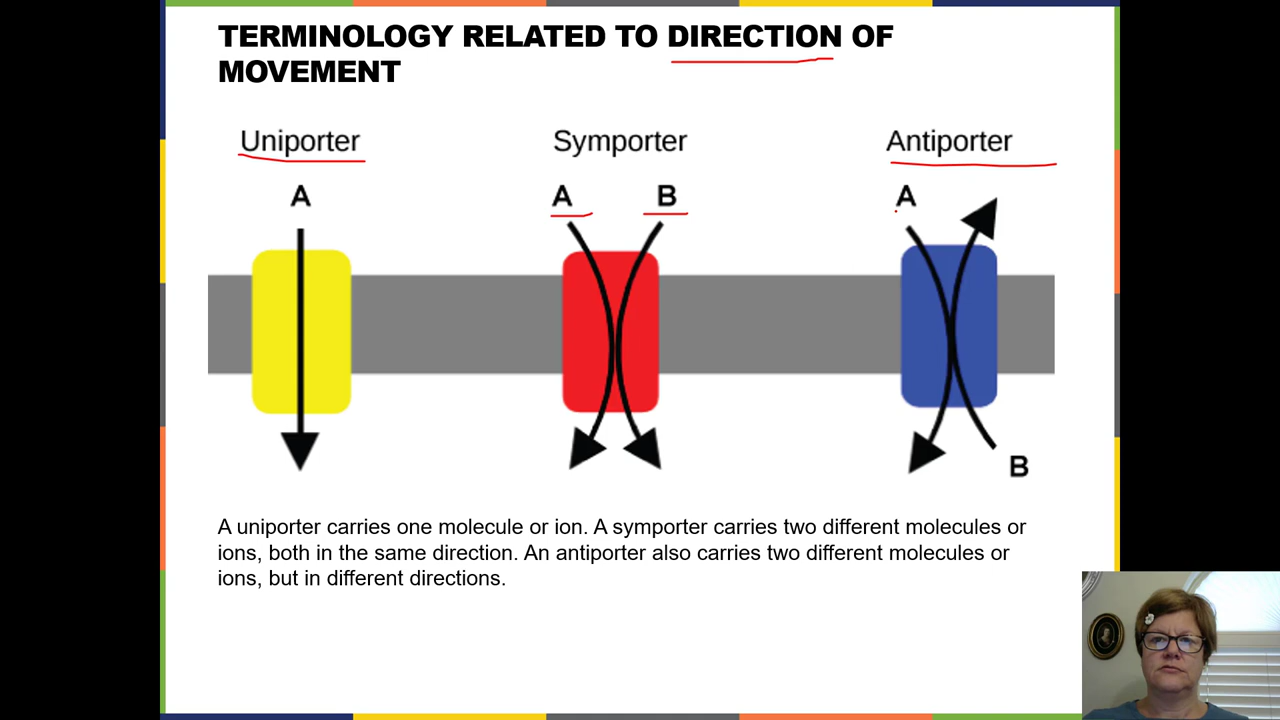 TERMINOLOGY RELATED TO DIRECTION OF
MOVEMENT
Uniporter
Symporter
Antiporter
A
A
B
A
B
A uniporter carries one molecule or ion. A symporter carries two different molecules or
ions, both in the same direction. An antiporter also carries two different molecules or
ions, but in different directions.